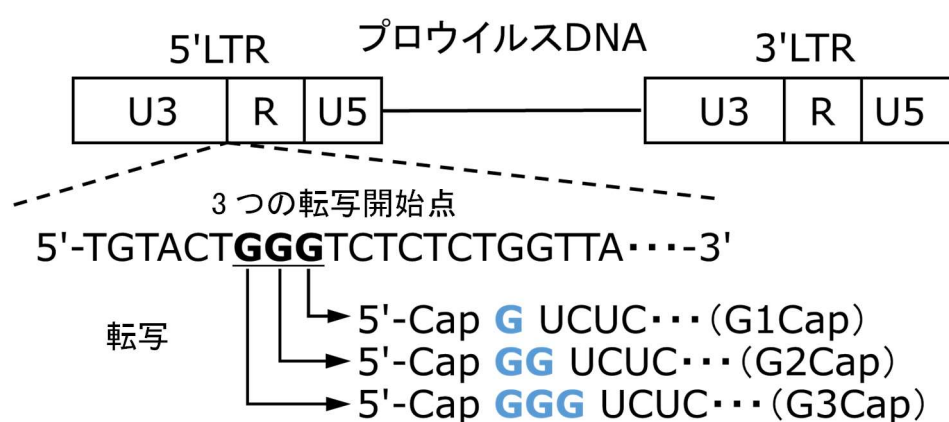 プロウイルスDNA
5'LTR
3'LTR
U3 R U5
U3 R U5
3つの転写開始点
5'-TGTACTGGGTCTCTCTGGTTA･･･-3'
転写
5'-Cap G UCUC･･･(G1Cap)
5'-Cap GG UCUC･･･(G2Cap)
5'-Cap GGG UCUC･･･(G3Cap)